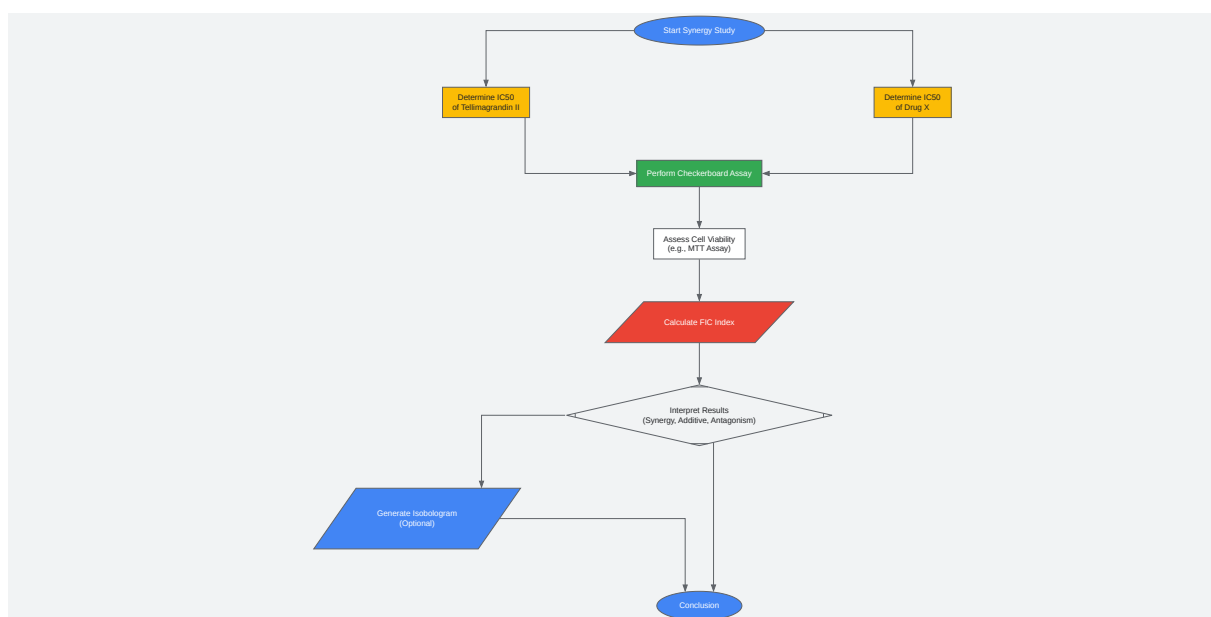 Start Synergy Study
Determine IC50
of Tellimagrandin II
Determine IC50
of Drug X
Perform Checkerboard Assay
Assess Cell Viability
(e.g., MTT Assay)
Calculate FIC Index
Interpret Results
(Synergy, Additive, Antagonism)
Generate Isobologram
(Optional)
Conclusion